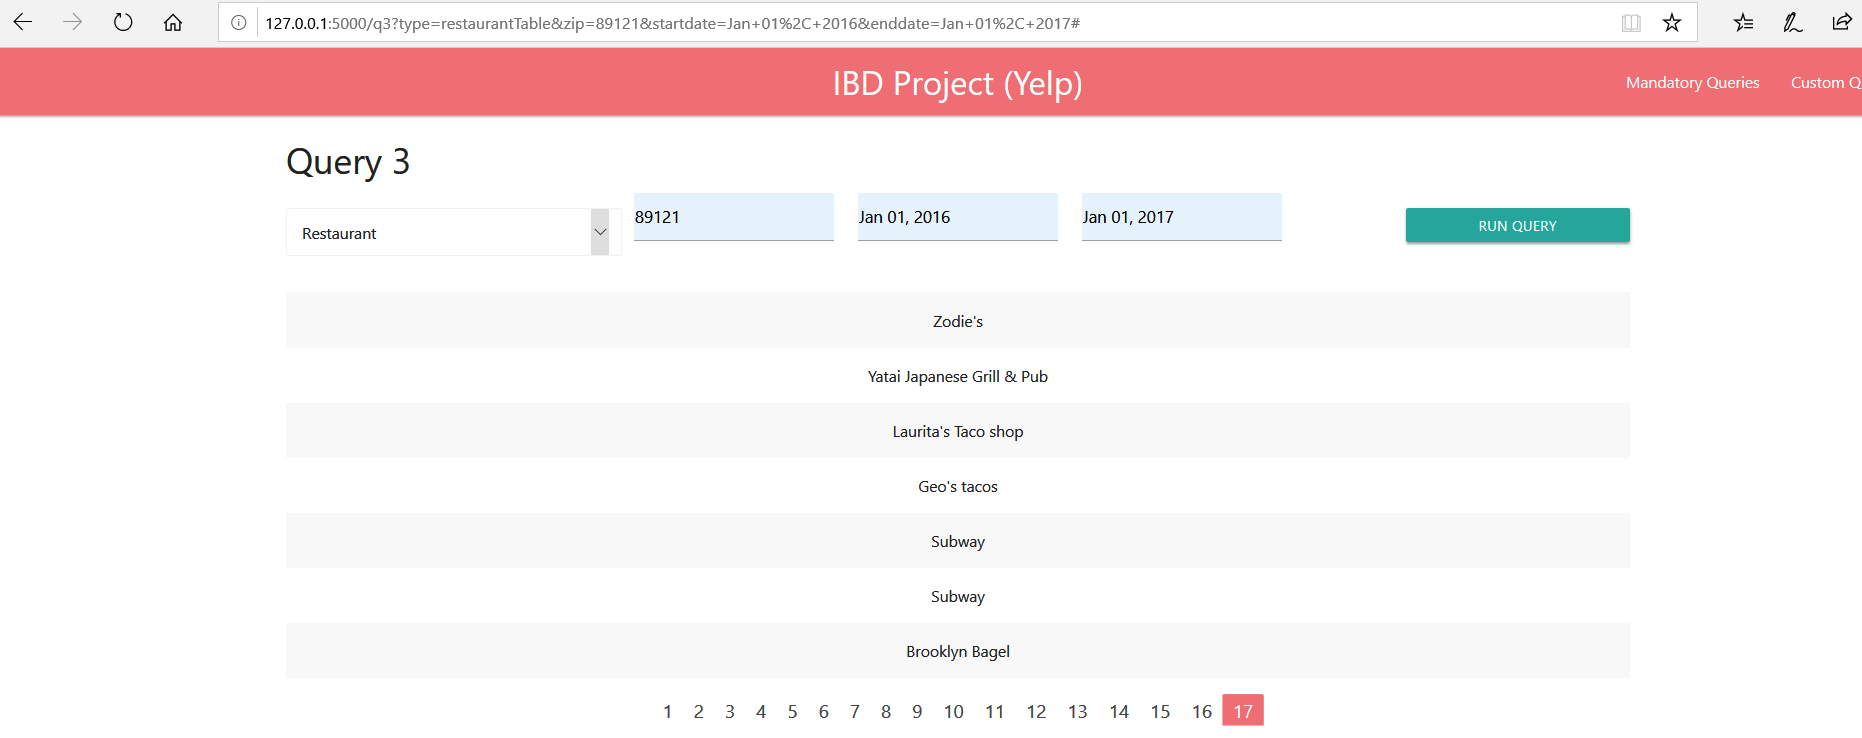 127.0.0.1:5000/q3?type=restaurantTable&zip=89121&startdate=Jan+01%2C+2016&enddate=Jan+01%2C+2017#
IBD Project (Yelp)
Mandatory Queries
Custom Q
Query 3
Restaurant
89121
Jan 01, 2016
Jan 01, 2017
RUN QUERY
Zodie's
Yatai Japanese Grill & Pub
Laurita's Taco shop
Geo's tacos
Subway
Subway
Brooklyn Bagel
1 2 3 4 5 6 7 8 9 10 11 12 13 14 15 16 17